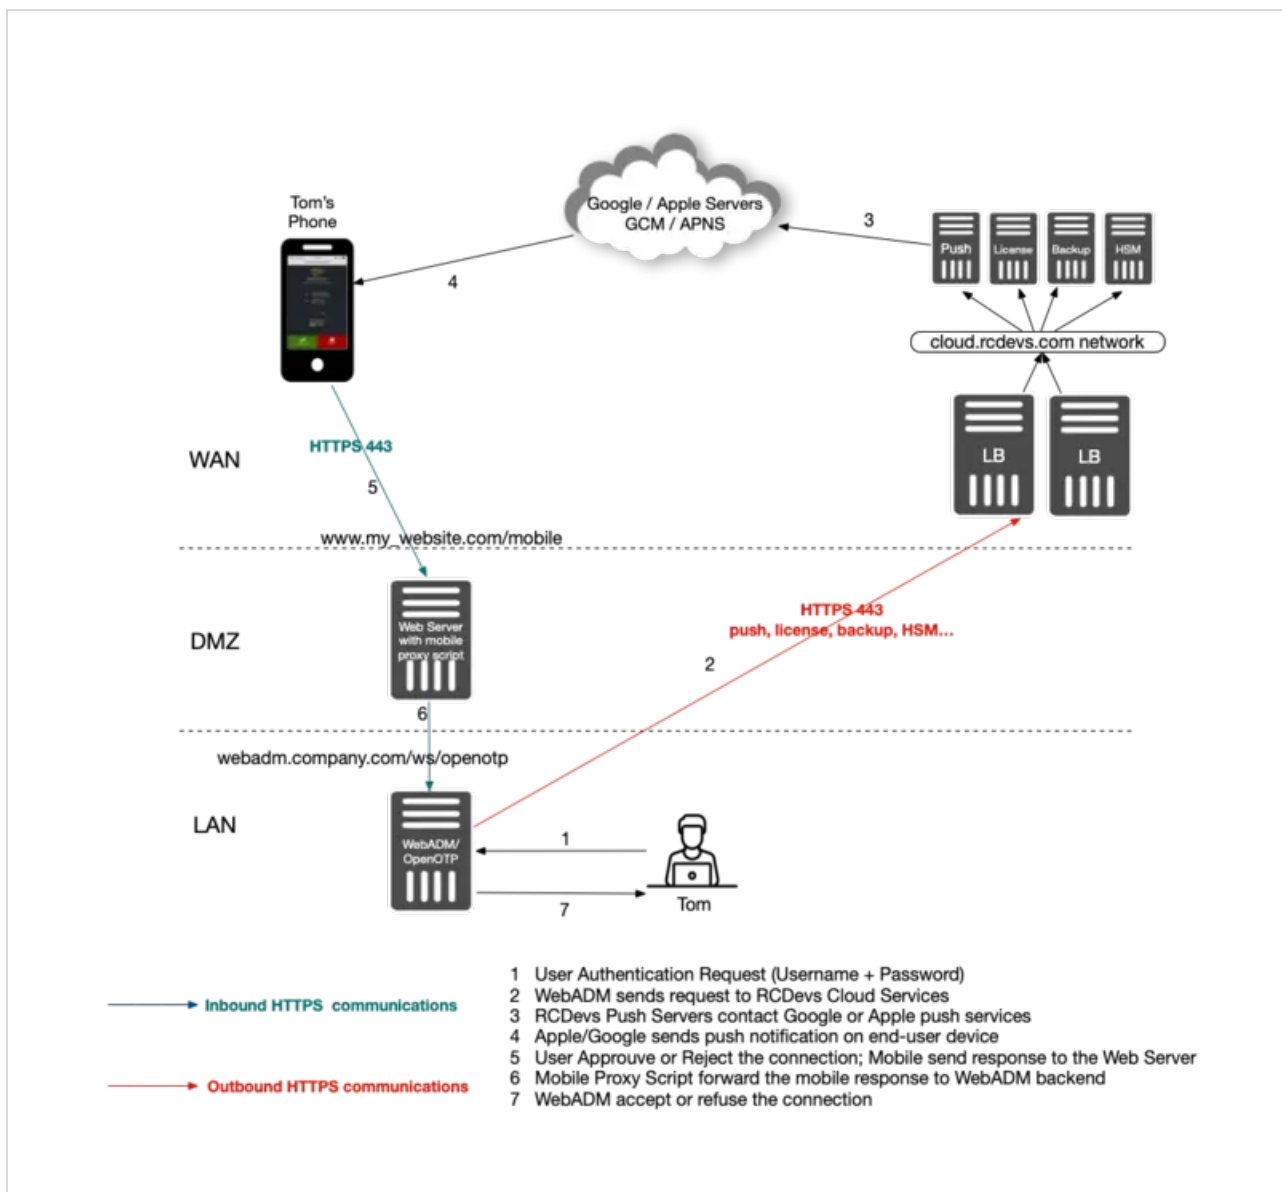 Tom's
Phone
Google / Apple Servers
GCM / APNS
3
4
Push
License
Backup
HSM
cloud.rcdevs.com network
LB
LB
HTTPS 443
WAN
5
www.my_website.com/mobile
HTTPS 443
push, license, backup, HSM...
2
DMZ
Web Server
with mobile
proxy script
6
webadm.company.com/ws/openotp
LAN
WebADM/
OpenOTP
1
7
Tom
1 User Authentication Request (Username + Password)
2 WebADM sends request to RCDevs Cloud Services
3 RCDevs Push Servers contact Google or Apple push services
4 Apple/Google sends push notification on end-user device
5 User Approuve or Reject the connection; Mobile send response to the Web Server
6 Mobile Proxy Script forward the mobile response to WebADM backend
7 WebADM accept or refuse the connection
Inbound HTTPS communications
Outbound HTTPS communications